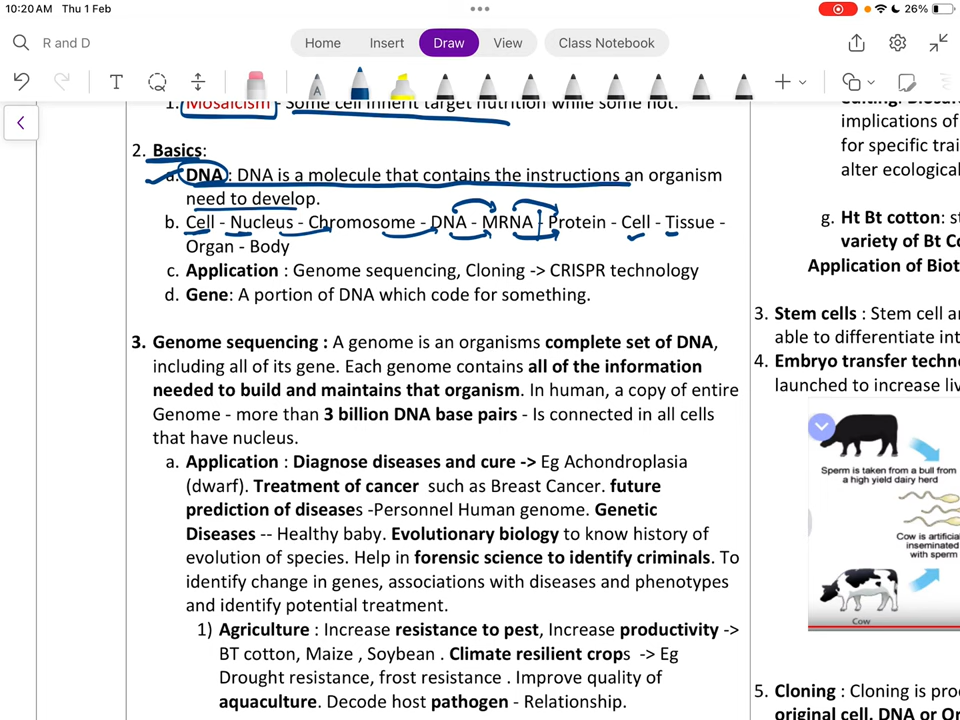 10:20 AM Thu 1 Feb
26%
R and D
Home Insert Draw View Class Notebook
T
A
1. Mosaicism - Some cell inherit target nutrition while some not.
2. Basics:
a. DNA : DNA is a molecule that contains the instructions an organism
need to develop.
b. Cell - Nucleus - Chromosome - DNA - MRNA - Protein - Cell - Tissue -
Organ - Body
c. Application : Genome sequencing, Cloning -> CRISPR technology
d. Gene: A portion of DNA which code for something.
3. Genome sequencing : A genome is an organisms complete set of DNA,
including all of its gene. Each genome contains all of the information
needed to build and maintains that organism. In human, a copy of entire
Genome - more than 3 billion DNA base pairs - Is connected in all cells
that have nucleus.
a. Application : Diagnose diseases and cure -> Eg Achondroplasia
(dwarf). Treatment of cancer such as Breast Cancer. future
prediction of diseases -Personnel Human genome. Genetic
Diseases -- Healthy baby. Evolutionary biology to know history of
evolution of species. Help in forensic science to identify criminals. To
identify change in genes, associations with diseases and phenotypes
and identify potential treatment.
1) Agriculture : Increase resistance to pest, Increase productivity ->
BT cotton, Maize , Soybean . Climate resilient crops -> Eg
Drought resistance, frost resistance . Improve quality of
aquaculture. Decode host pathogen - Relationship.
implications of
for specific trai
alter ecological
g. Ht Bt cotton: st
variety of Bt Co
Application of Biot
3. Stem cells : Stem cell ar
able to differentiate int
4. Embryo transfer techn
launched to increase liv
Sperm is taken from a bull from
a high yield dairy herd
Cow is artificial
inseminated
with sperm
Cow
5. Cloning : Cloning is pro
original cell, DNA or Or